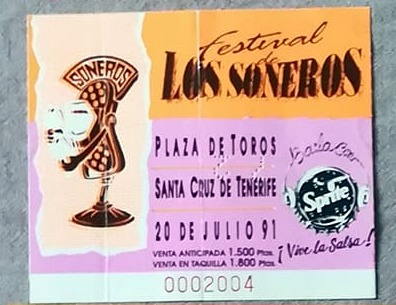 SONEROS
festival
de
LOS SONEROS
PLAZA DE TOROS
SANTA CRUZ DE TENERIFE
20 DE JULIO 91
VENTA ANTICIPADA 1.500 Ptas.
VENTA EN TAQUILLA 1.800 Ptas.
Baila Con
Sprite
¡Vive la Salsa!
0002004